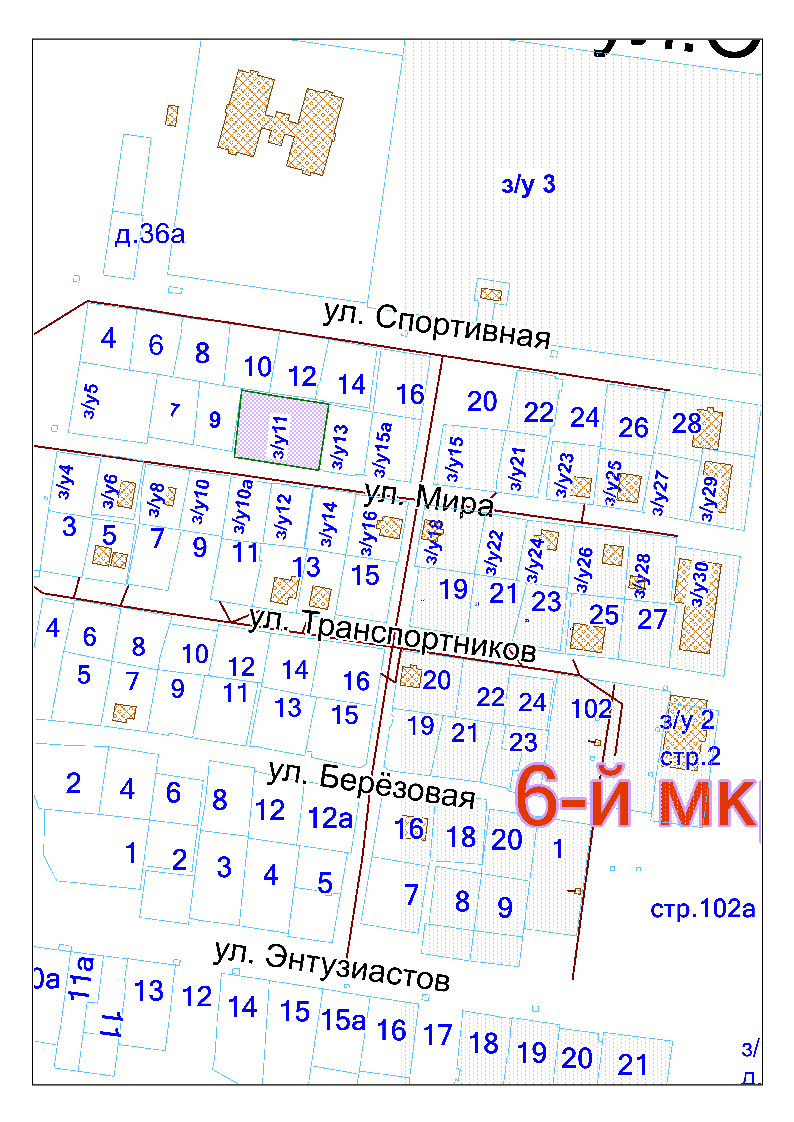 ул.О
з/у 3
д.36а
ул. Спортивная
4 6 8 10 12 14 16 20 22 24 26 28
з/у5 7 9 з/у11 з/у13 з/у15а з/у15 з/у21 з/у23 з/у25 з/у27 з/у29
ул. Мира
з/у4 з/у6 з/у8 з/у10 з/у10а з/у12 з/у14 з/у16 з/у18 з/у22 з/у24 з/у26 з/у28 з/у30
3 5 7 9 11 13 15 19 21 23 25 27
ул. Транспортников
4 6 8 10 12 14 16 20 22 24 102
5 7 9 11 13 15 19 21 23
з/у 2
стр.2
ул. Берёзовая
6-й мк
2 4 6 8 12 12а 16 18 20 1
1 2 3 4 5 7 8 9
стр.102а
ул. Энтузиастов
0а 11а 11 13 12 14 15 15а 16 17 18 19 20 21
з/
д.